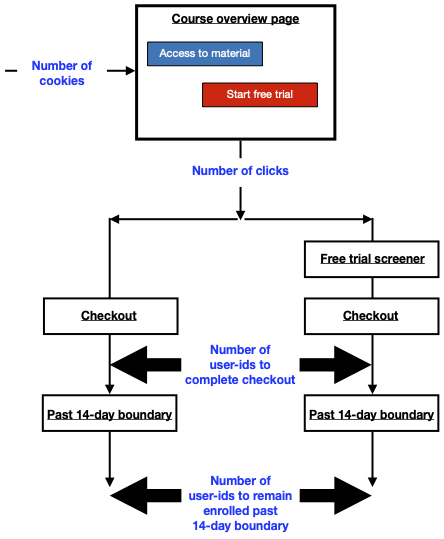 Course overview page
Access to material
Start free trial
Number of
cookies
Number of clicks
Free trial screener
Checkout
Checkout
Number of
user-ids to
complete checkout
Past 14-day boundary
Past 14-day boundary
Number of
user-ids to remain
enrolled past
14-day boundary